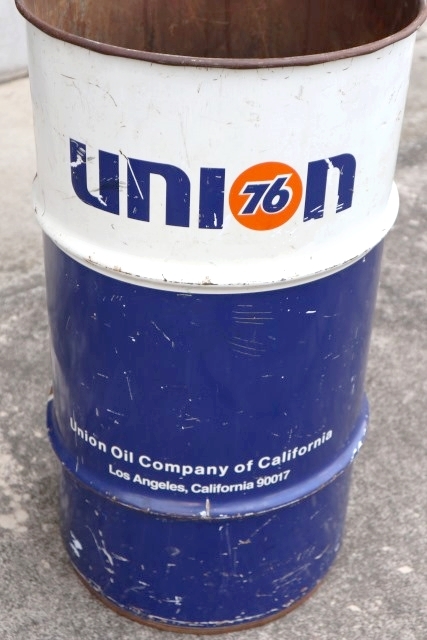 union
76
Union Oil Company of California
Los Angeles, California 90017